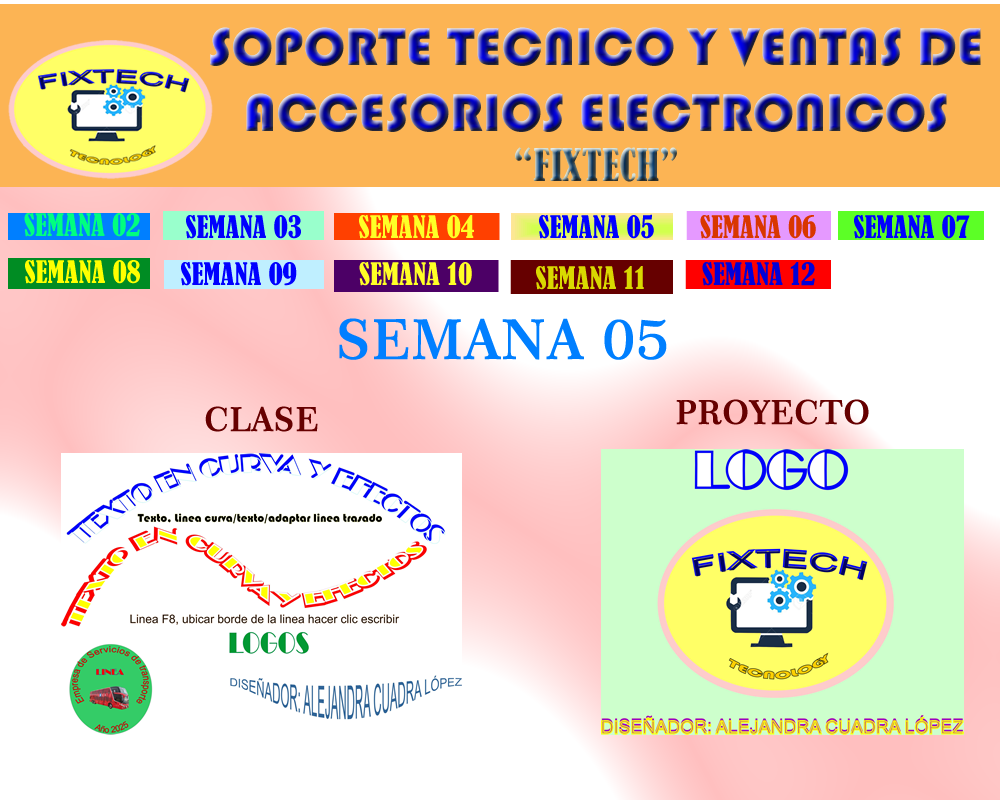 FIXTECH
TECNOLOGY
SOPORTE TECNICO Y VENTAS DE
ACCESORIOS ELECTRONICOS
“FIXTECH”
SEMANA 02 SEMANA 03 SEMANA 04 SEMANA 05 SEMANA 06 SEMANA 07
SEMANA 08 SEMANA 09 SEMANA 10 SEMANA 11 SEMANA 12
SEMANA 05
CLASE
TEXTO EN CURVA Y EFECTOS
Texto, Linea curva/texto/adaptar linea trasado
TEXTO EN CURVA Y EFECTOS
Linea F8, ubicar borde de la linea hacer clic escribir
LOGOS
Empresa de Servicios de transporte
LINEA
Año 2025
DISEÑADOR: ALEJANDRA CUADRA LÓPEZ
PROYECTO
LOGO
FIXTECH
TECNOLOGY
DISEÑADOR: ALEJANDRA CUADRA LÓPEZ